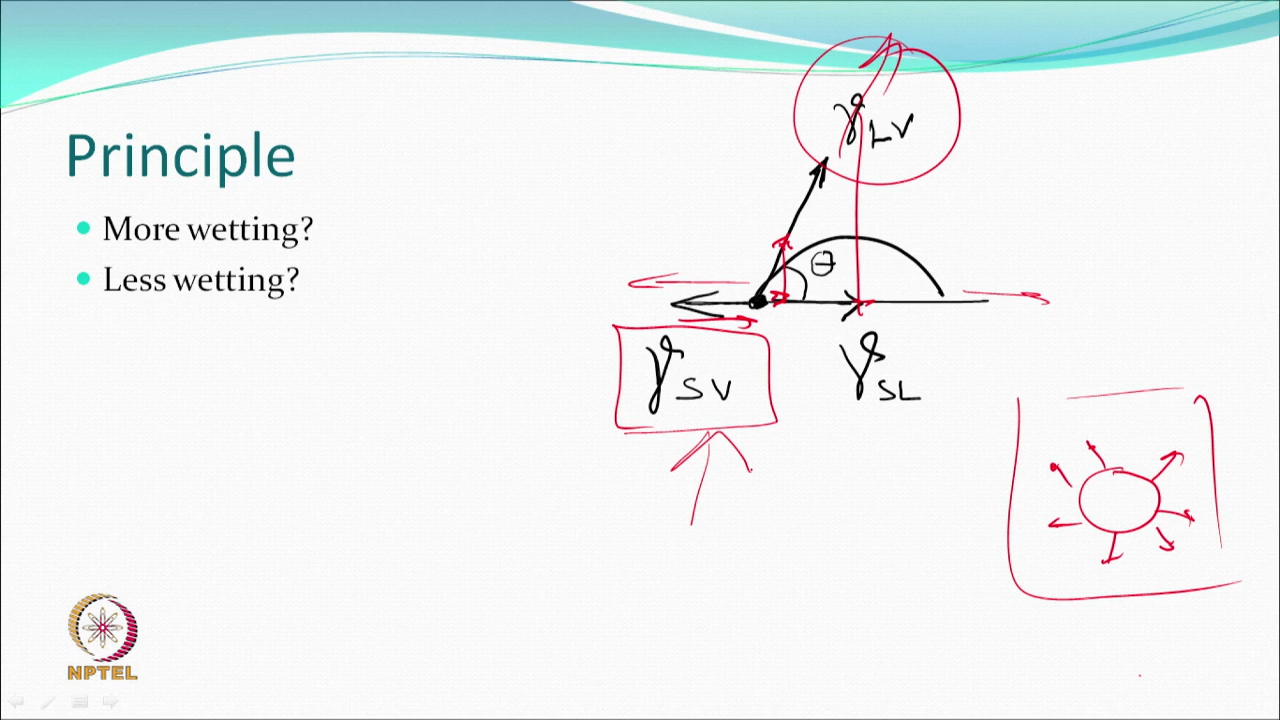 Principle
More wetting?
Less wetting?
γLV
θ
γSV
γSL
NPTEL